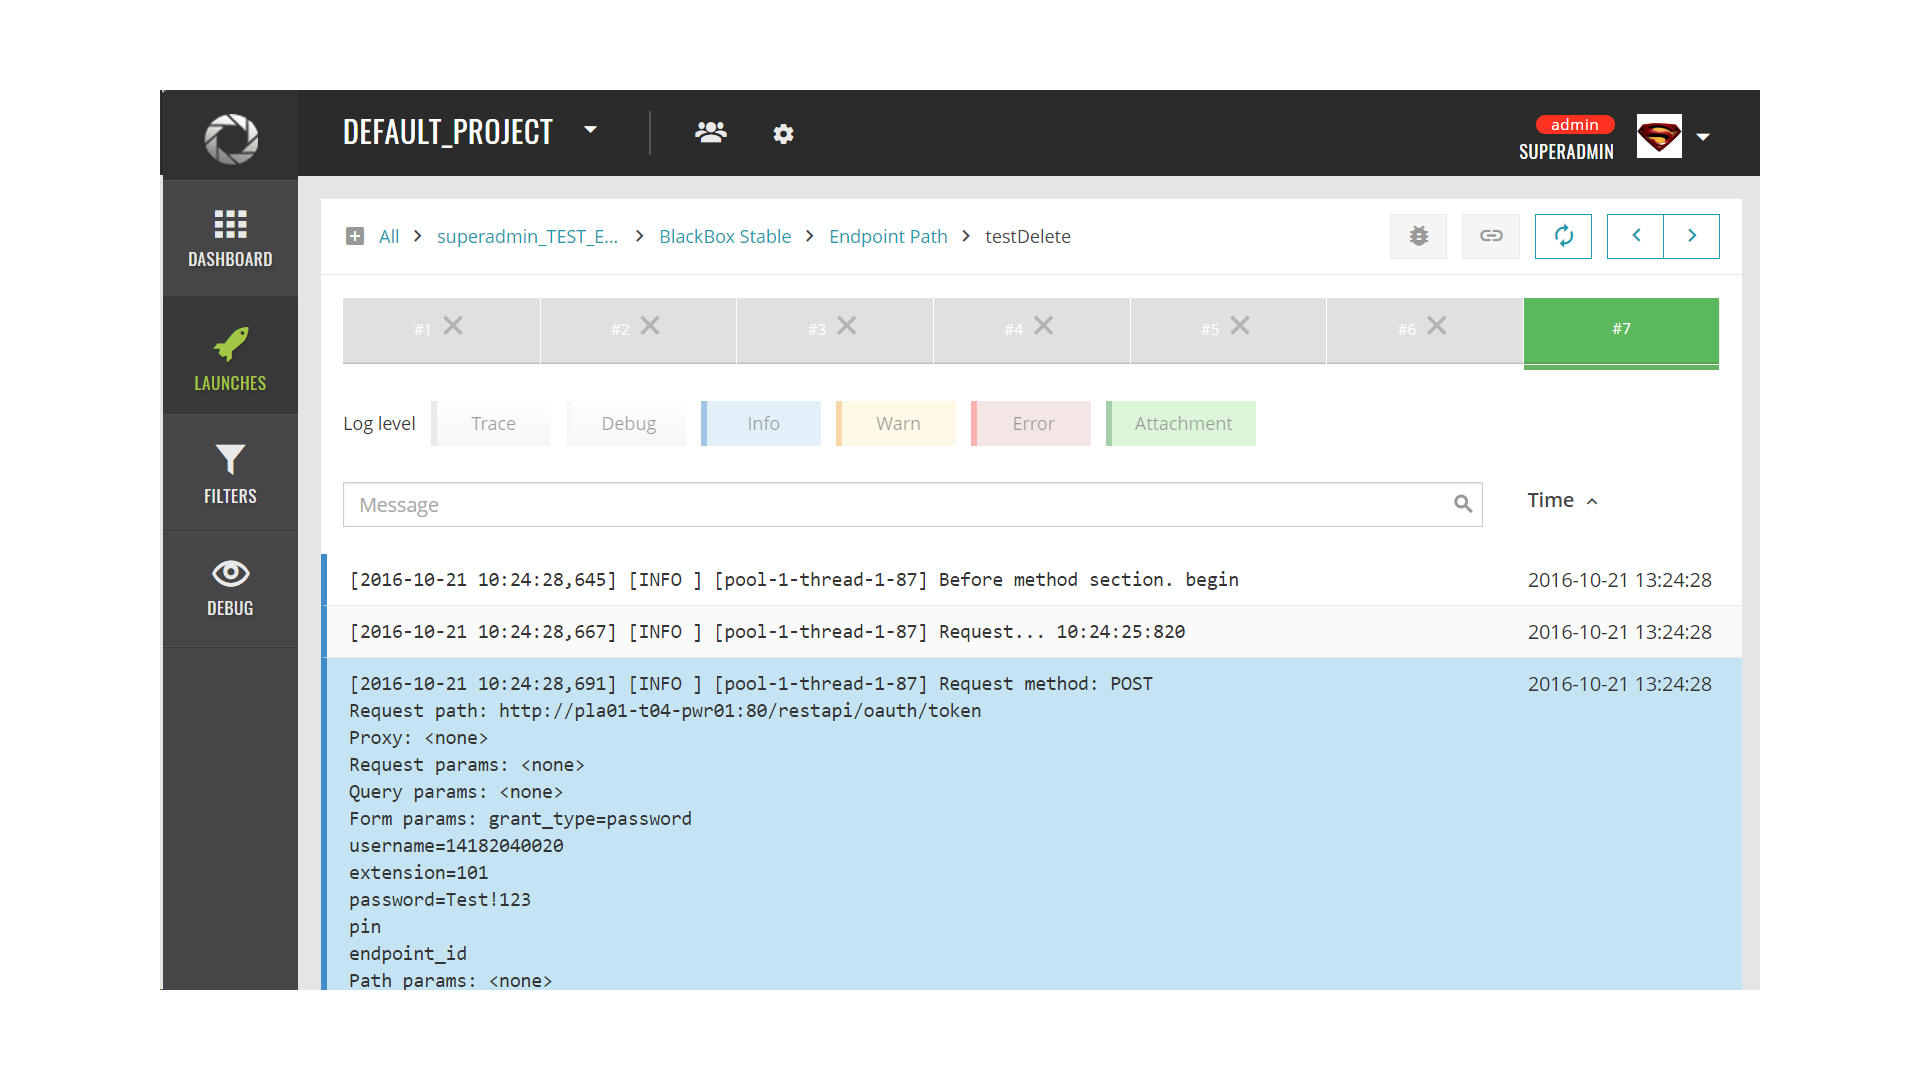 DEFAULT_PROJECT
admin
SUPERADMIN
DASHBOARD
LAUNCHES
FILTERS
DEBUG
All > superadmin_TEST_E... > BlackBox Stable > Endpoint Path > testDelete
#1 #2 #3 #4 #5 #6 #7
Log level Trace Debug Info Warn Error Attachment
Message Time
[2016-10-21 10:24:28,645] [INFO ] [pool-1-thread-1-87] Before method section. begin 2016-10-21 13:24:28
[2016-10-21 10:24:28,667] [INFO ] [pool-1-thread-1-87] Request... 10:24:25:820 2016-10-21 13:24:28
[2016-10-21 10:24:28,691] [INFO ] [pool-1-thread-1-87] Request method: POST 2016-10-21 13:24:28
Request path: http://pla01-t04-pwr01:80/restapi/oauth/token
Proxy: <none>
Request params: <none>
Query params: <none>
Form params: grant_type=password
username=14182040020
extension=101
password=Test!123
pin
endpoint_id
Path params: <none>